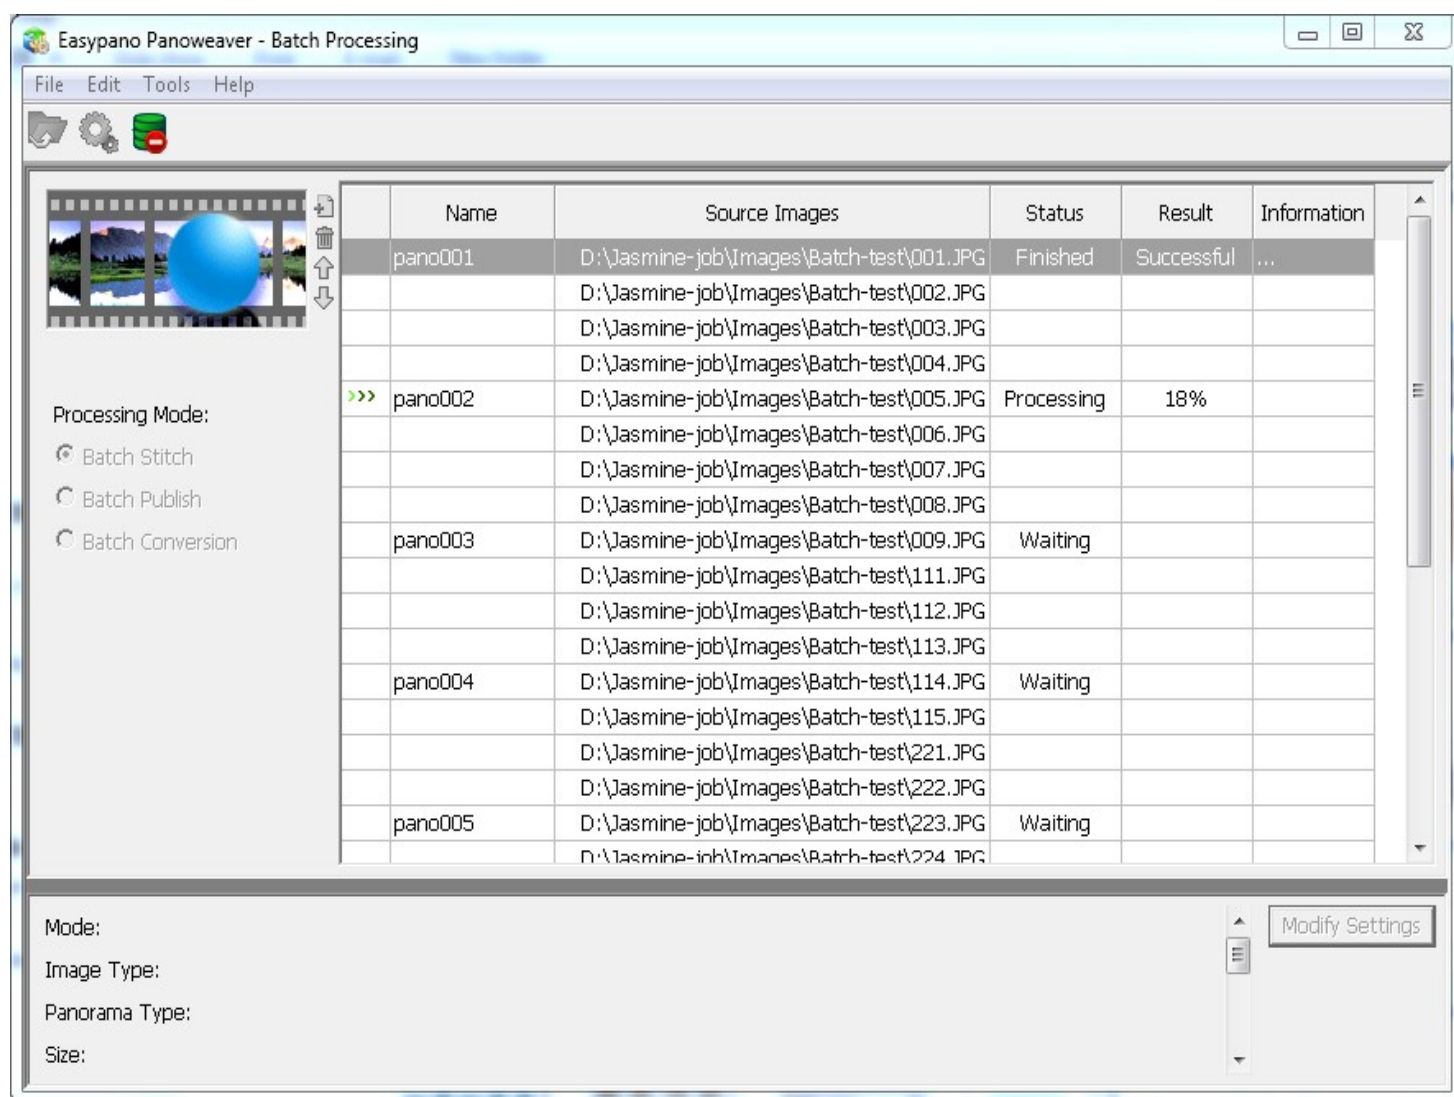 Easypano Panoweaver - Batch Processing
File Edit Tools Help
Name Source Images Status Result Information
pano001 D:\Jasmine-job\Images\Batch-test\001.JPG Finished Successful ...
D:\Jasmine-job\Images\Batch-test\002.JPG
D:\Jasmine-job\Images\Batch-test\003.JPG
D:\Jasmine-job\Images\Batch-test\004.JPG
>>> pano002 D:\Jasmine-job\Images\Batch-test\005.JPG Processing 18%
D:\Jasmine-job\Images\Batch-test\006.JPG
D:\Jasmine-job\Images\Batch-test\007.JPG
D:\Jasmine-job\Images\Batch-test\008.JPG
pano003 D:\Jasmine-job\Images\Batch-test\009.JPG Waiting
D:\Jasmine-job\Images\Batch-test\111.JPG
D:\Jasmine-job\Images\Batch-test\112.JPG
D:\Jasmine-job\Images\Batch-test\113.JPG
pano004 D:\Jasmine-job\Images\Batch-test\114.JPG Waiting
D:\Jasmine-job\Images\Batch-test\115.JPG
D:\Jasmine-job\Images\Batch-test\221.JPG
D:\Jasmine-job\Images\Batch-test\222.JPG
pano005 D:\Jasmine-job\Images\Batch-test\223.JPG Waiting
D:\Jasmine-job\Images\Batch-test\224.JPG
Processing Mode:
Batch Stitch
Batch Publish
Batch Conversion
Mode:
Image Type:
Panorama Type:
Size:
Modify Settings